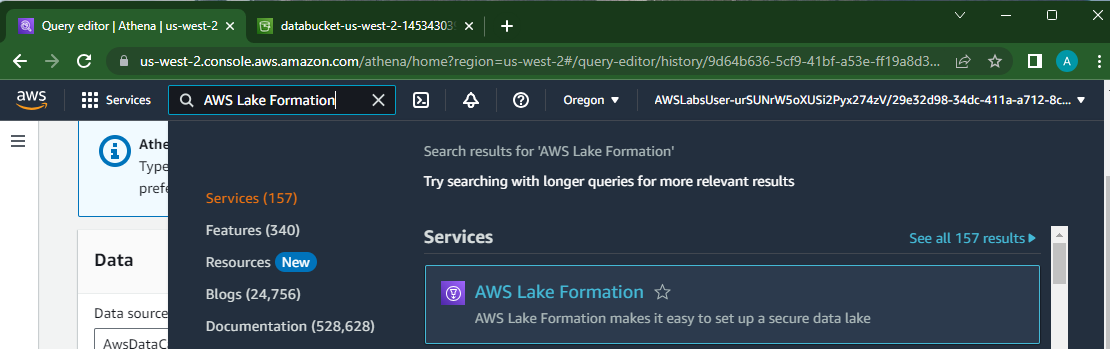 Query editor | Athena | us-west-2
databucket-us-west-2-145343039
us-west-2.console.aws.amazon.com/athena/home?region=us-west-2#/query-editor/history/9d64b636-5cf9-41bf-a53e-ff19a8d3...
A
aws
Services
AWS Lake Formation
Oregon
AWSLabsUser-urSUNrW5oXUSi2Pyx274zV/29e32d98-34dc-411a-a712-8c...
Athe
Type
prefe
Data
Data source
AwsDataC
Services (157)
Features (340)
Resources New
Blogs (24,756)
Documentation (528,628)
Search results for 'AWS Lake Formation'
Try searching with longer queries for more relevant results
Services
See all 157 results
AWS Lake Formation
AWS Lake Formation makes it easy to set up a secure data lake